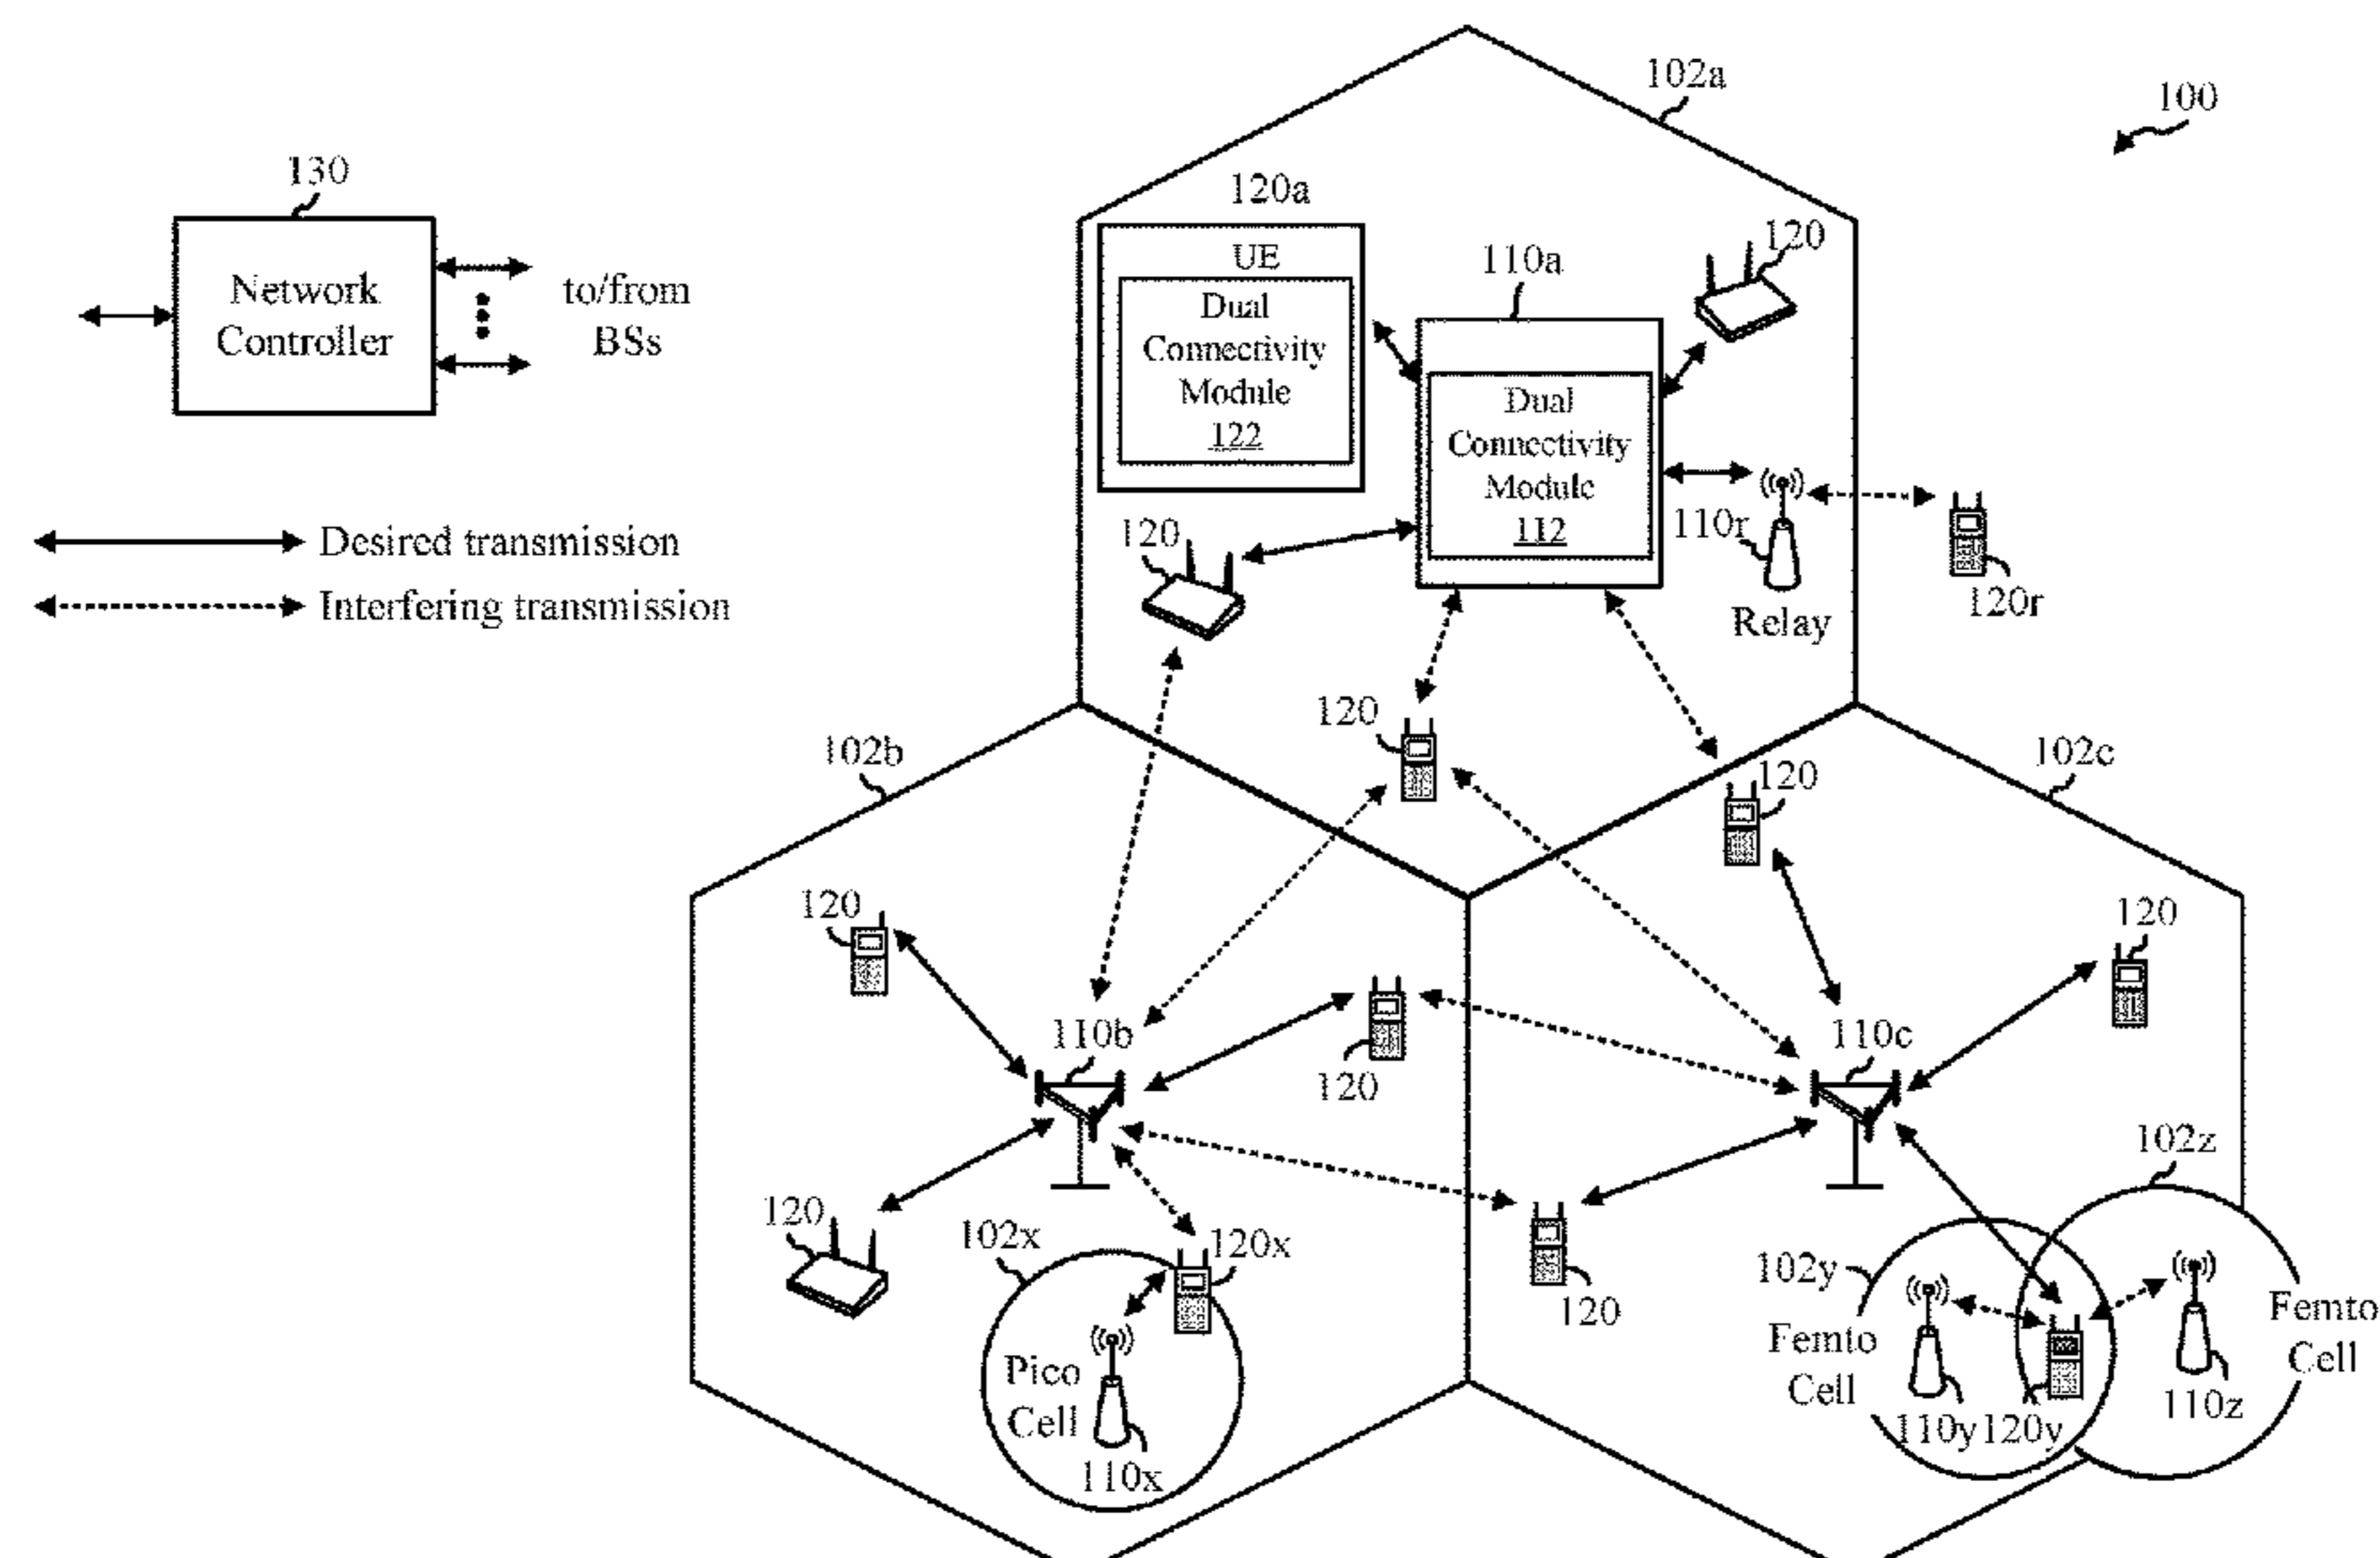 102a
100
130
Network
Controller
to/from
BSs
120a
UE
Dual
Connectivity
Module
122
110a
Dual
Connectivity
Module
112
120
110r
Relay
120r
Desired transmission
Interfering transmission
120
120
102b
120
102c
120
120
110b
120
110c
120
102z
120
102x
120x
Pico
Cell
110x
120
102y
Femto
Cell
110y
120y
110z
Femto
Cell